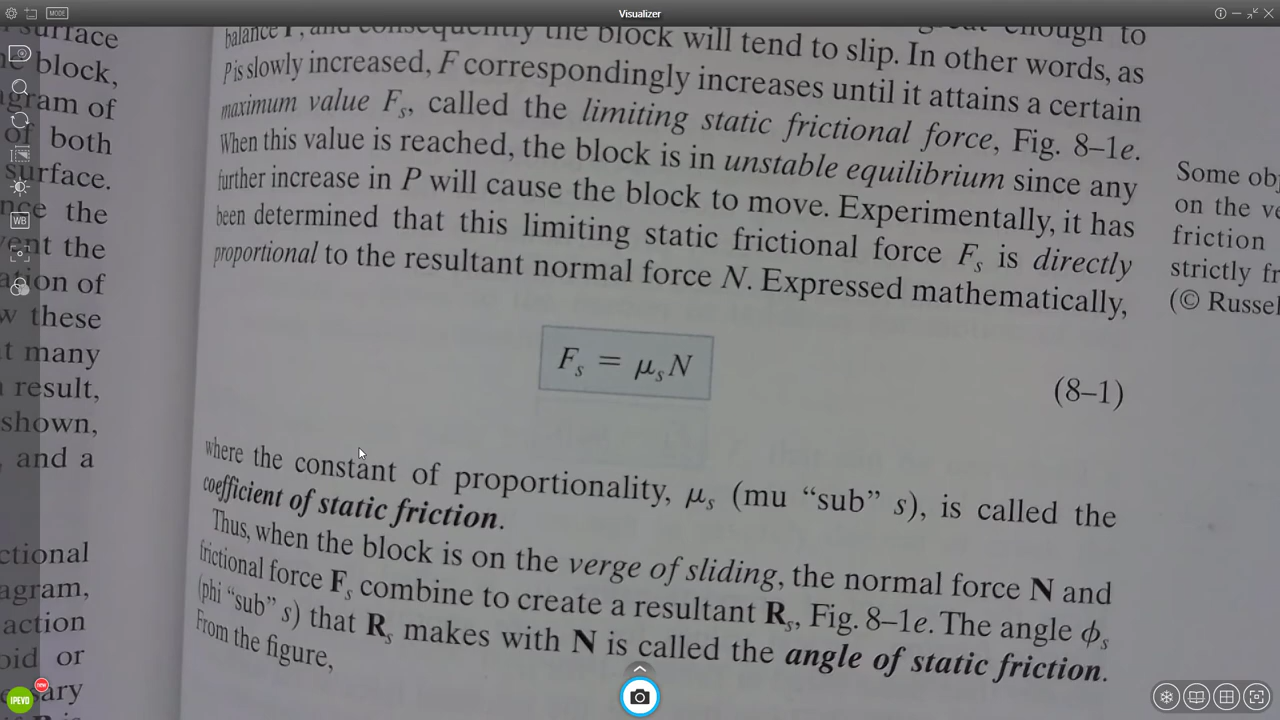 Visualizer
MODE
surface
block,
gram of
of both
surface.
nce the
vent the
ation of
w these
t many
result,
shown,
and a
ctional
agram,
action
oid or
sary
balance F, and consequently the block will tend to slip. In other words, as
P is slowly increased, F correspondingly increases until it attains a certain
maximum value Fs, called the limiting static frictional force, Fig. 8–1e.
When this value is reached, the block is in unstable equilibrium since any
further increase in P will cause the block to move. Experimentally, it has
been determined that this limiting static frictional force Fs is directly
proportional to the resultant normal force N. Expressed mathematically,
Fs = μsN
(8–1)
where the constant of proportionality, μs (mu “sub” s), is called the
coefficient of static friction.
Thus, when the block is on the verge of sliding, the normal force N and
frictional force Fs combine to create a resultant Rs, Fig. 8–1e. The angle ϕs
(phi “sub” s) that Rs makes with N is called the angle of static friction.
From the figure,
Some obj
on the ve
friction
strictly fr
(© Russel
WB
IPEVO
new